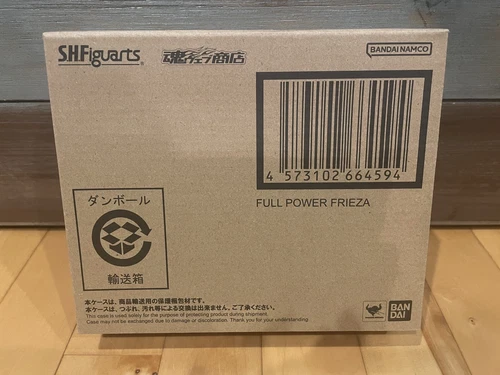 S.H.Figuarts
魂ウェブ商店
BANDAI NAMCO
4 573102 664594
FULL POWER FRIEZA
ダンボール
輸送箱
本ケースは、商品輸送用の保護梱包材です。
本ケースは、つぶれ、汚れ等による交換は出来ません。ご了承ください。
This case is used solely for the purpose of protecting product during shipment.
Case may not be exchanged due to damage or discoloration. Thank you for your understanding.
BAN
DAI